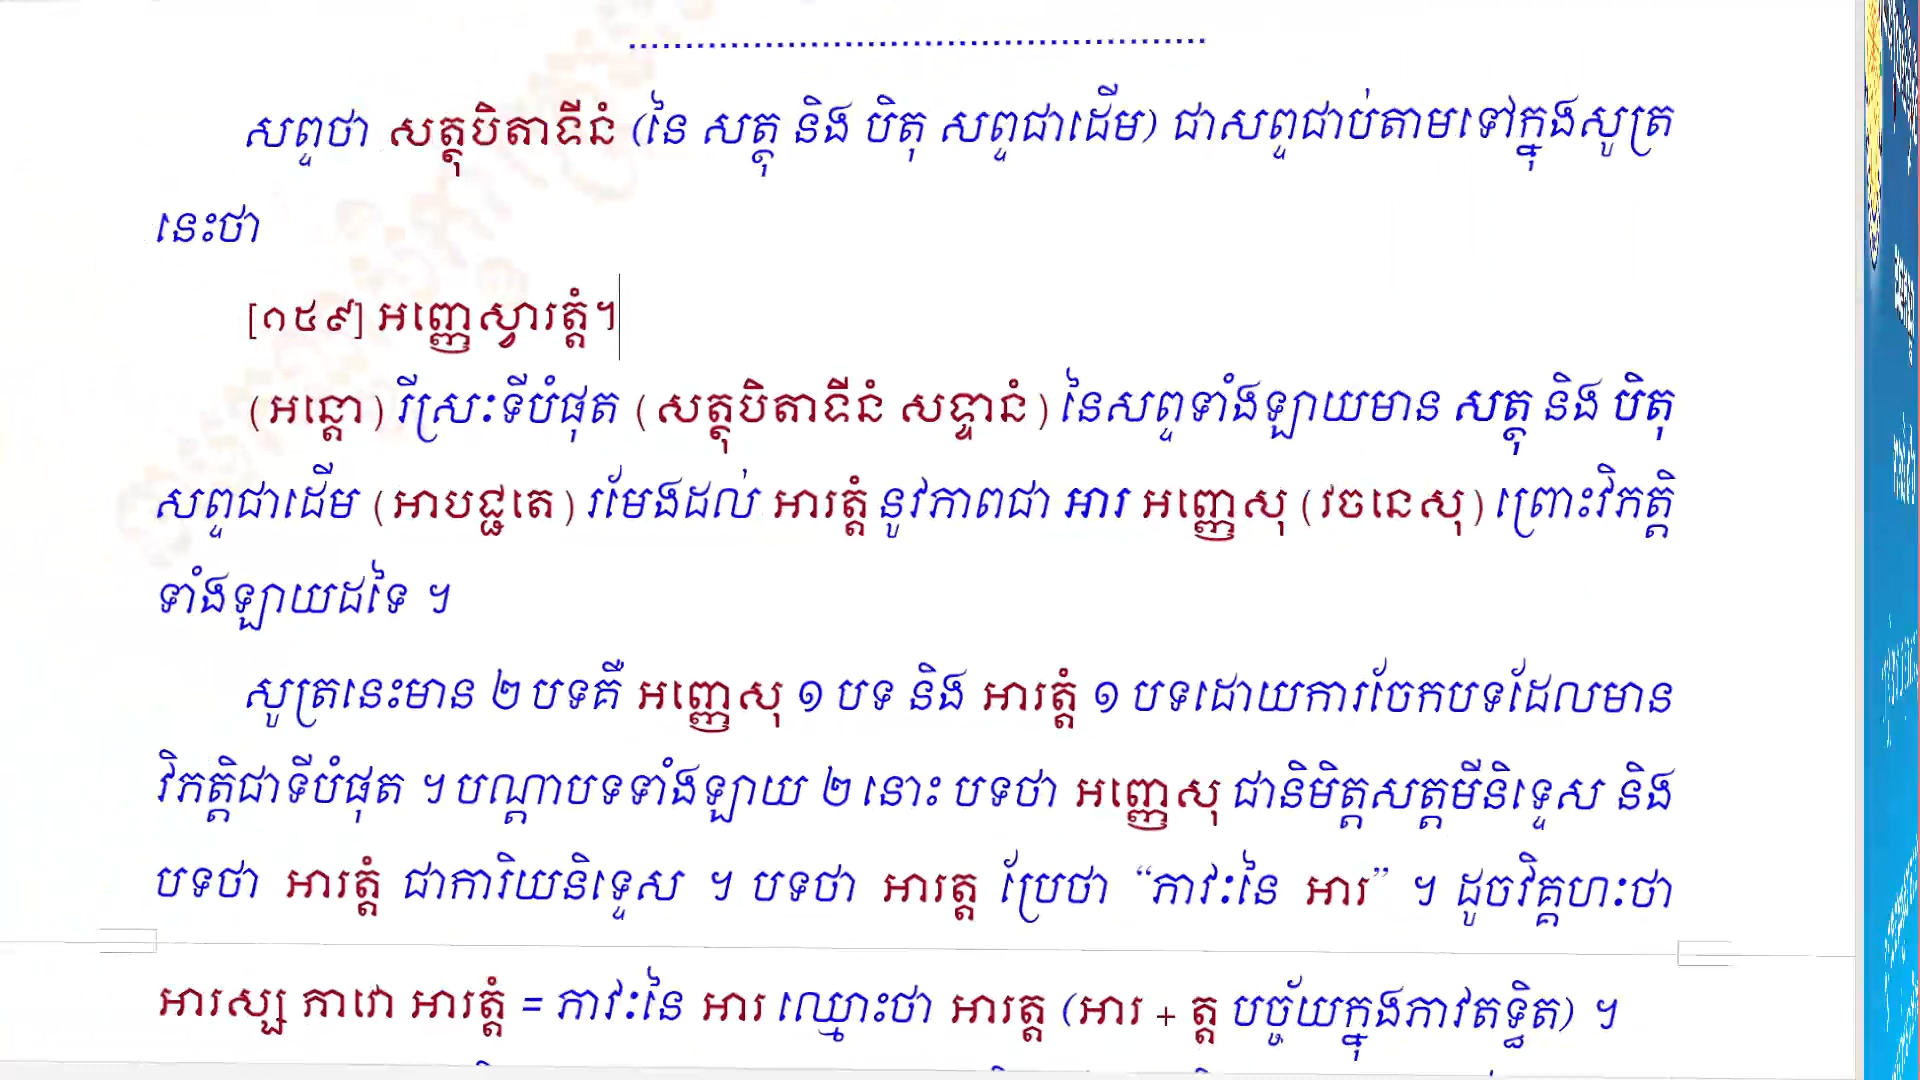 សព្ទថា សត្ថុបិតាទីនំ (នៃ សត្ថុ និង បិតុ សព្ទជាដើម) ជាសព្ទជាប់តាមទៅក្នុងសូត្រ
នេះថា
[១៥៩] អញ្ញេស្វារត្តំ។
(អន្តោ) រីស្រៈទីបំផុត (សត្ថុបិតាទីនំ សទ្ទានំ) នៃសព្ទទាំងឡាយមាន សត្ថុ និង បិតុ
សព្ទជាដើម (អាបជ្ជតេ) រមែងដល់ អារត្តំ នូវភាពជា អារ អញ្ញេសុ (វចនេសុ) ព្រោះវិភត្តិ
ទាំងឡាយដទៃ ។
សូត្រនេះមាន ២ បទគឺ អញ្ញេសុ ១ បទ និង អារត្តំ ១ បទដោយការចែកបទដែលមាន
វិភត្តិជាទីបំផុត ។ បណ្តាបទទាំងឡាយ ២ នោះ បទថា អញ្ញេសុ ជានិមិត្តសត្តមីនិទ្ទេស និង
បទថា អារត្តំ ជាការិយនិទ្ទេស ។ បទថា អារត្ត ប្រែថា “ភាវៈនៃ អារ” ។ ដូចវិគ្គហៈថា
អារស្ស ភាវោ អារត្តំ = ភាវៈនៃ អារ ឈ្មោះថា អារត្ត (អារ + ត្ត បច្ច័យក្នុងភាវតទ្ធិត) ។